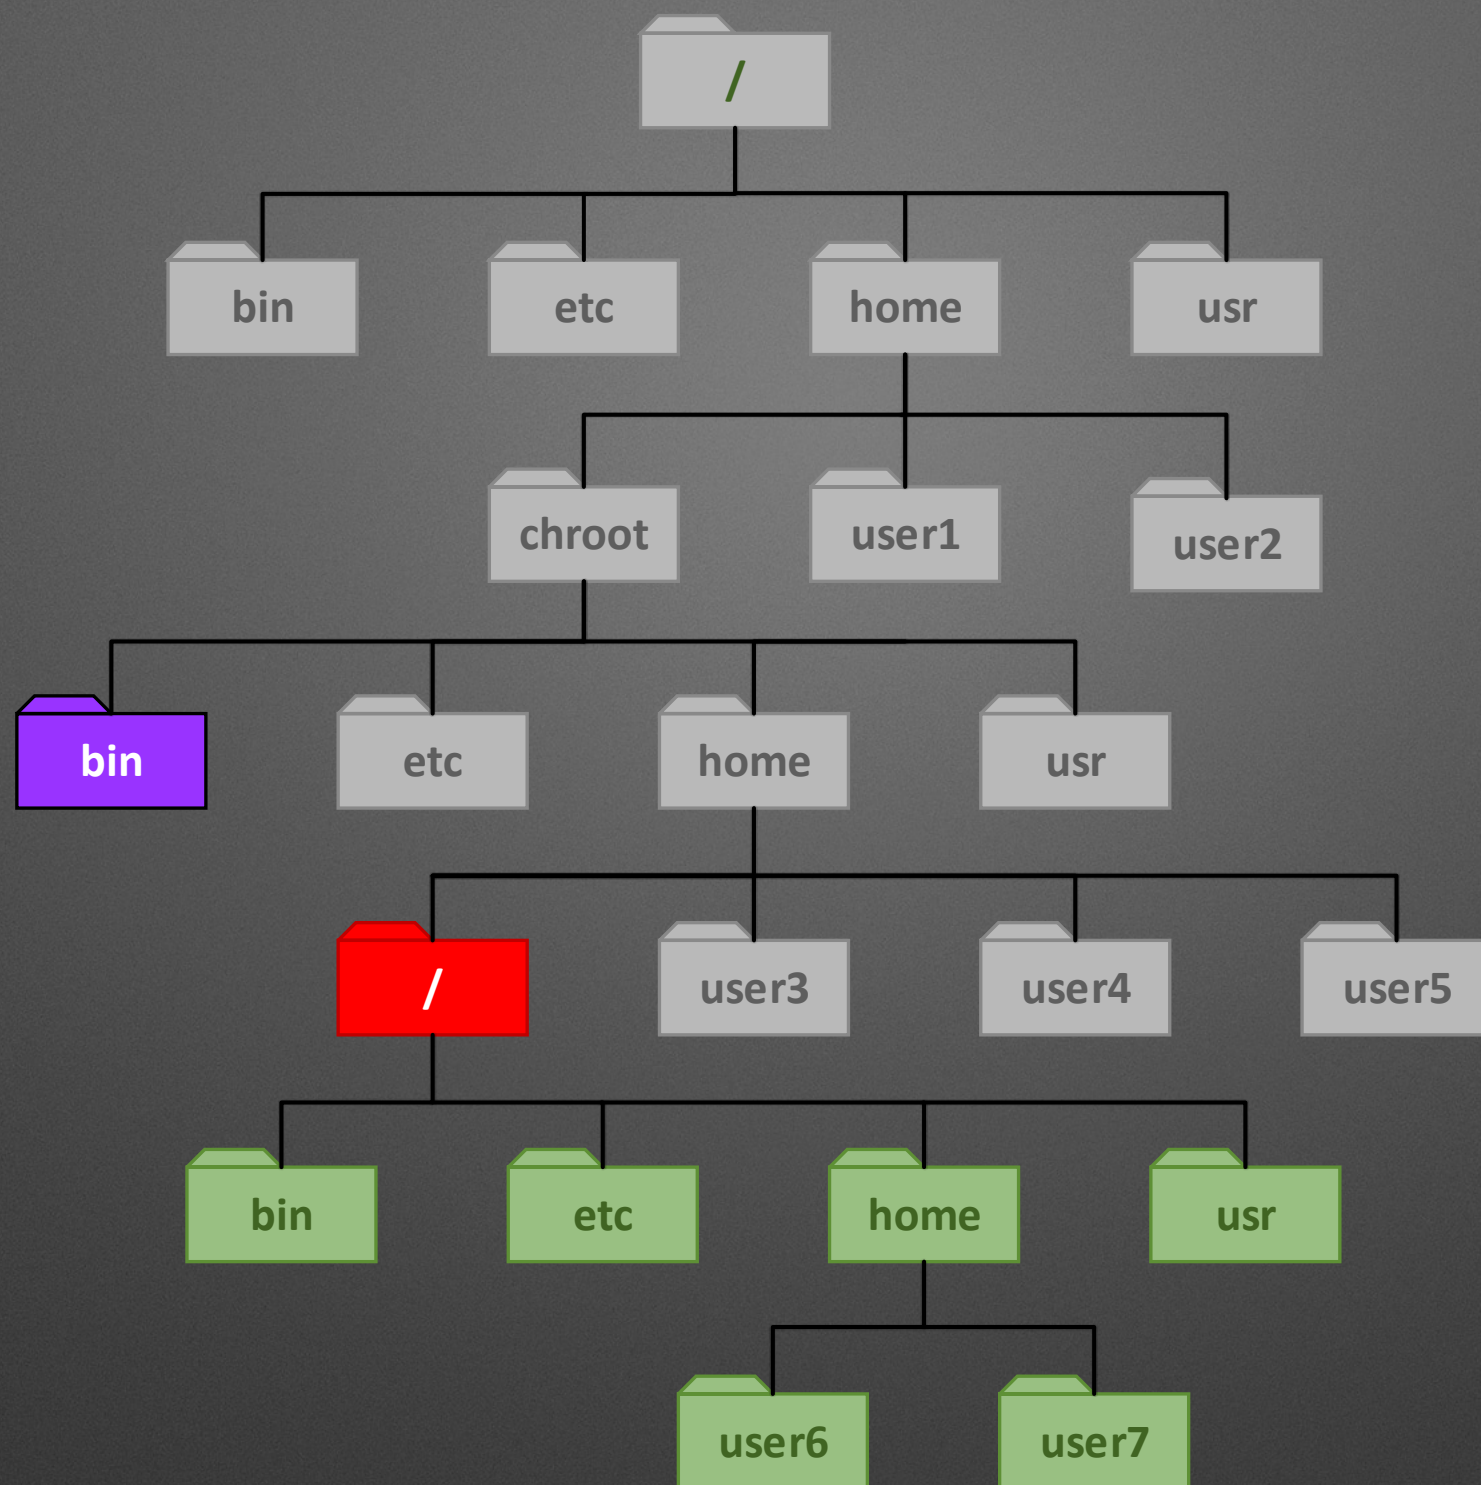 /
bin
etc
home
usr
chroot
user1
user2
bin
etc
home
usr
/
user3
user4
user5
bin
etc
home
usr
user6
user7